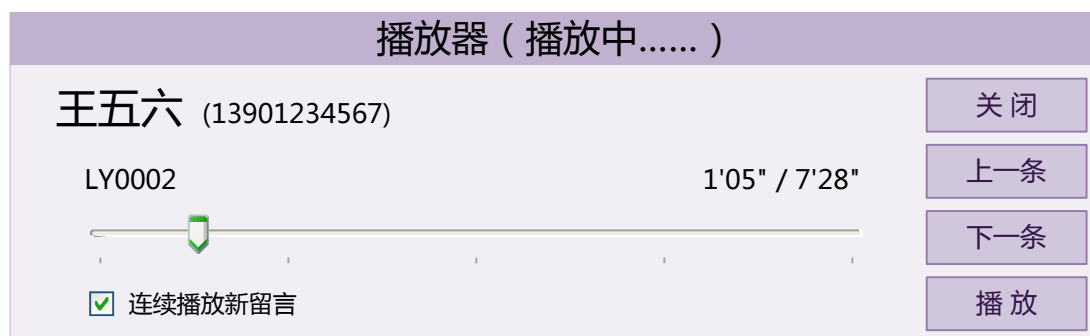 播放器（播放中......）
王五六 (13901234567)
关 闭
LY0002 1'05" / 7'28"
上一条
下一条
连续播放新留言
播 放